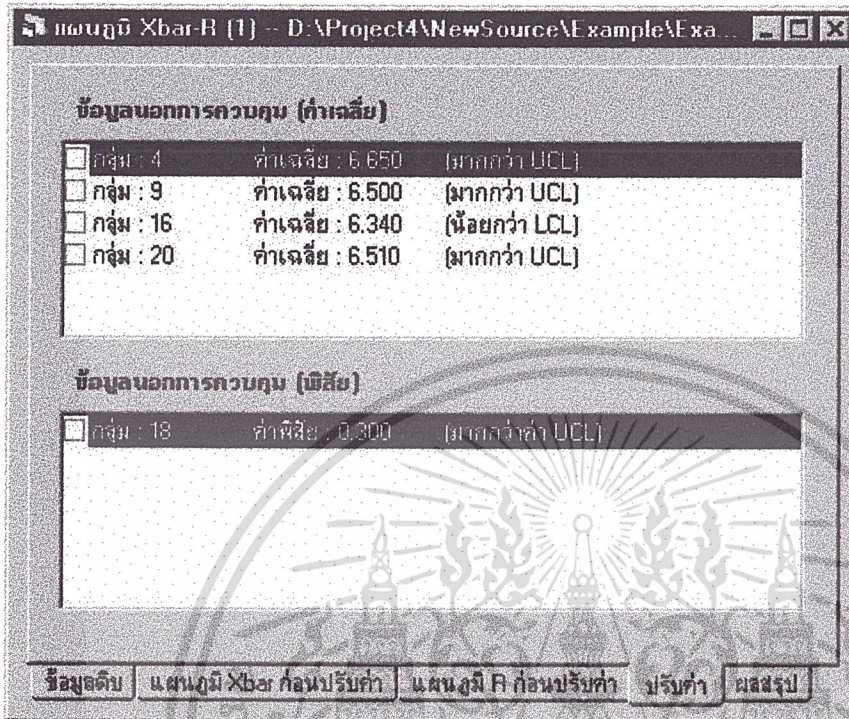 แผนภูมิ Xbar-R (1) -- D:\Project4\NewSource\Example\Exa...
ข้อมูลนอกการควบคุม (ค่าเฉลี่ย)
กลุ่ม : 4 ค่าเฉลี่ย : 6.650 (มากกว่า UCL)
กลุ่ม : 9 ค่าเฉลี่ย : 6.500 (มากกว่า UCL)
กลุ่ม : 16 ค่าเฉลี่ย : 6.340 (น้อยกว่า LCL)
กลุ่ม : 20 ค่าเฉลี่ย : 6.510 (มากกว่า UCL)
ข้อมูลนอกการควบคุม (พิสัย)
กลุ่ม : 18 ค่าพิสัย : 0.300 (มากกว่าค่า UCL)
ข้อมูลดิบ แผนภูมิ Xbar ก่อนปรับค่า แผนภูมิ R ก่อนปรับค่า ปรับค่า ผลสรุป